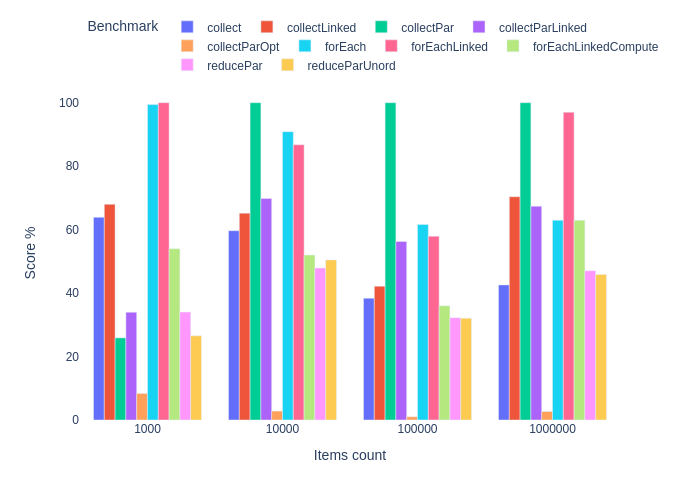 Benchmark collect collectLinked collectPar collectParLinked
collectParOpt forEach forEachLinked forEachLinkedCompute
reducePar reduceParUnord
100
80
60
40
20
0
Score %
1000 10000 100000 1000000
Items count